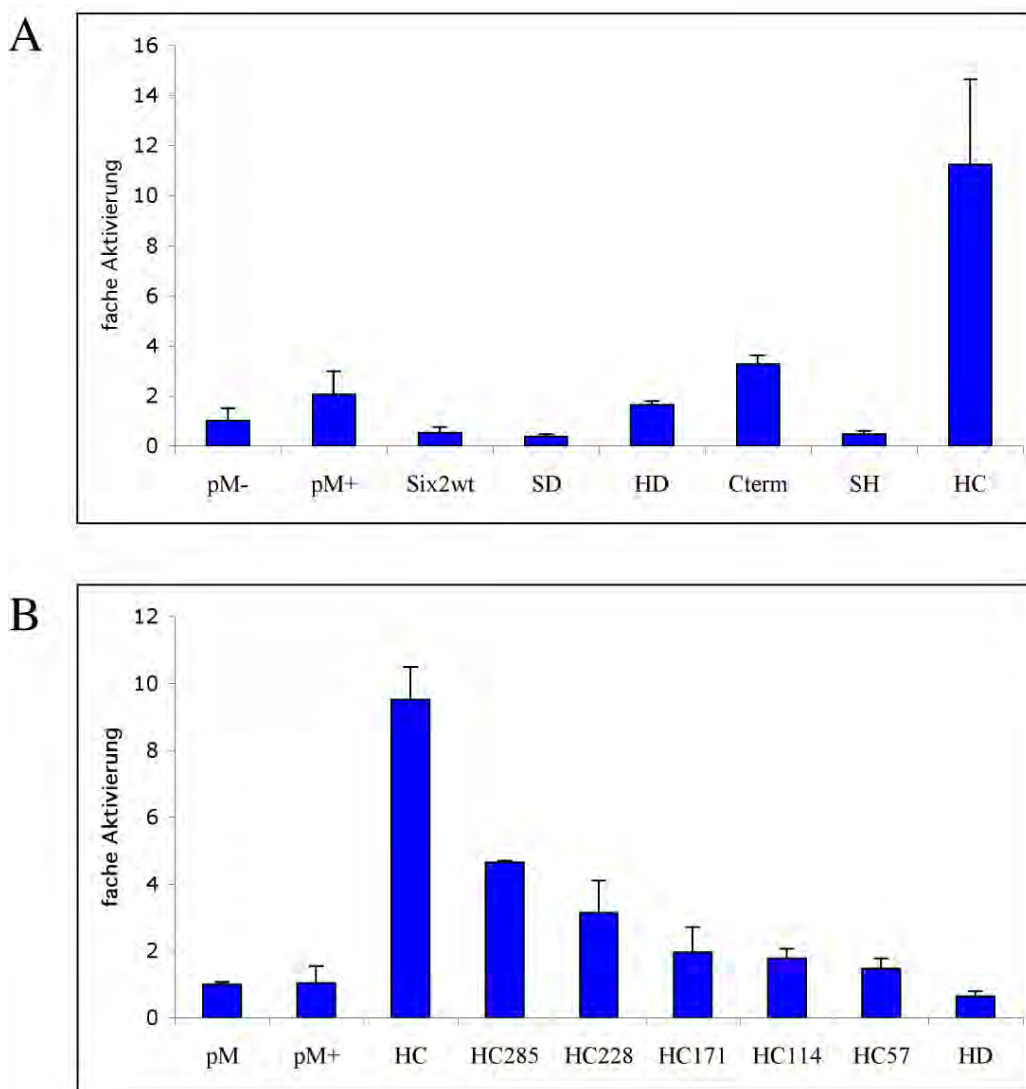 A
16
14
12
10
8
6
4
2
0
fache Aktivierung
pM- pM+ Six2wt SD HD Cterm SH HC
B
12
10
8
6
4
2
0
fache Aktivierung
pM pM+ HC HC285 HC228 HC171 HC114 HC57 HD